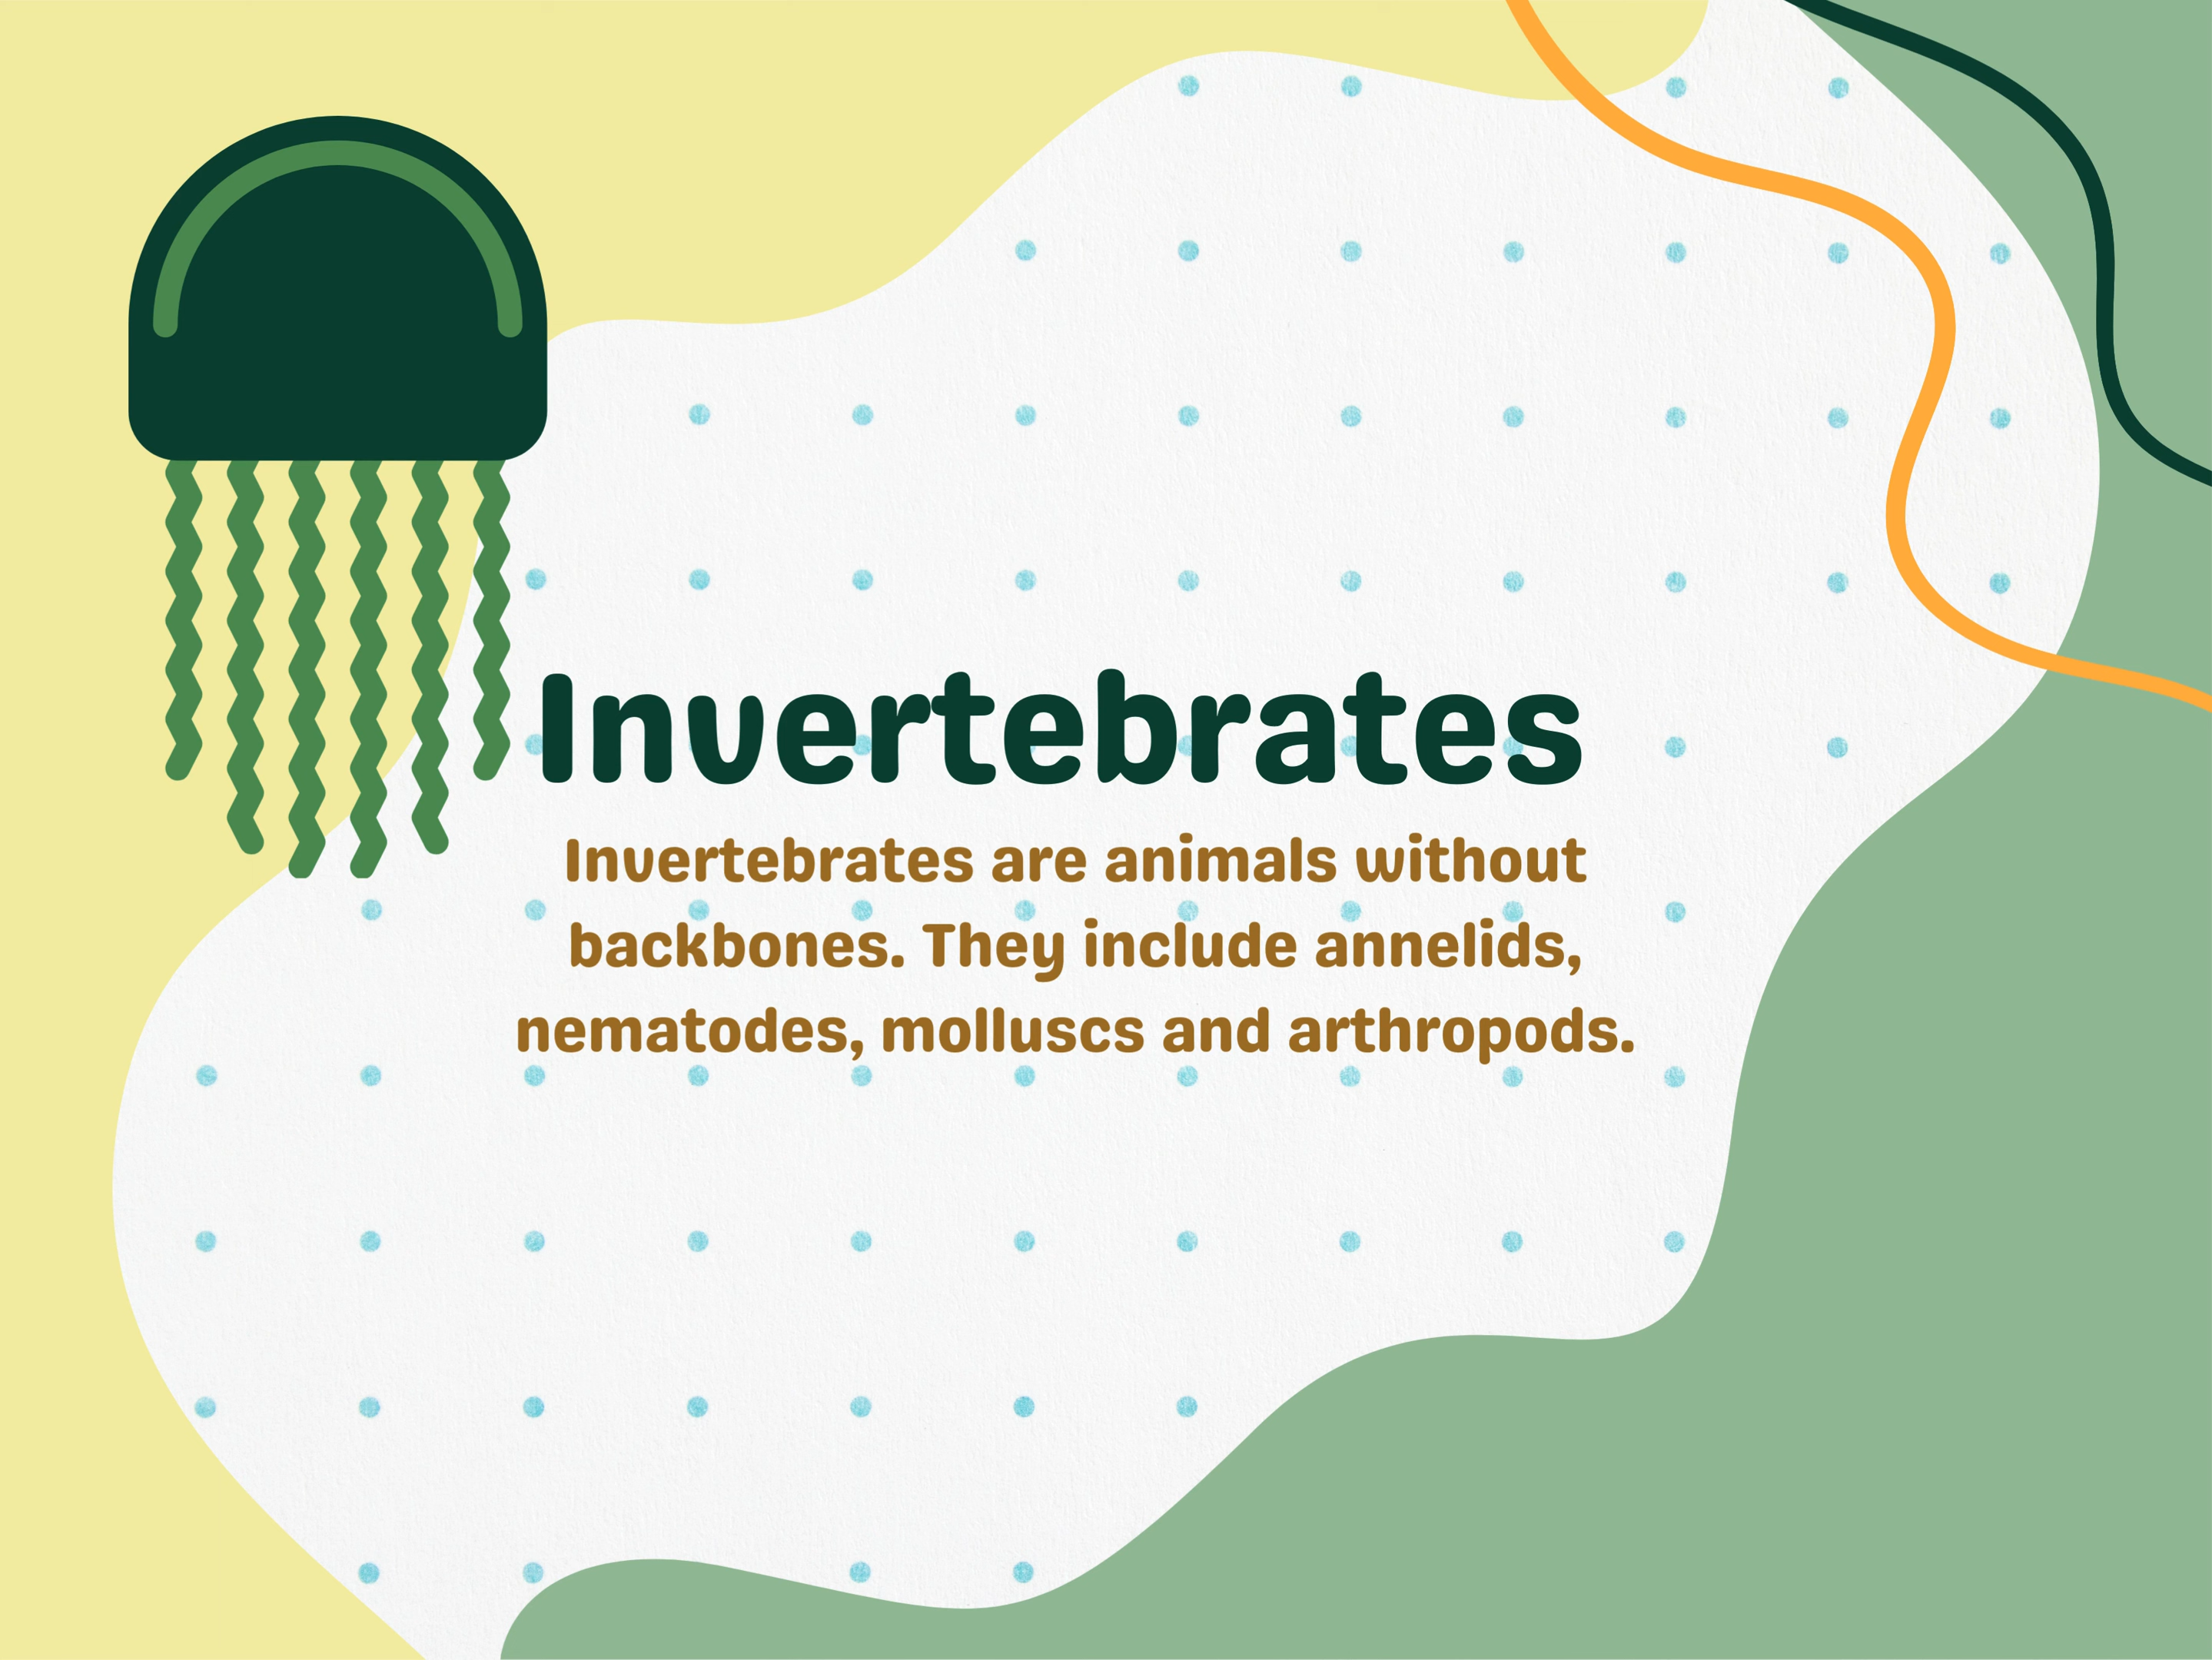 Invertebrates
Invertebrates are animals without
backbones. They include annelids,
nematodes, molluscs and arthropods.